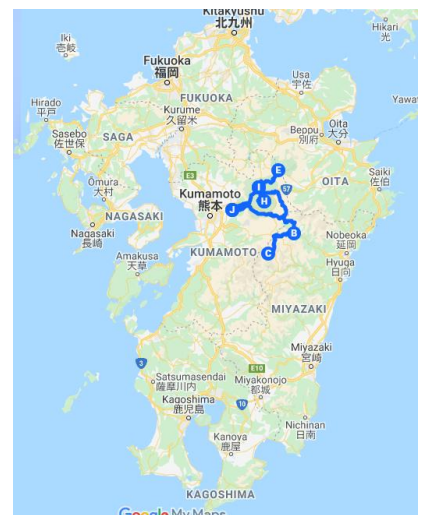 Kitakyushu
北九州
Hikari
光
Iki
壱岐
Fukuoka
福岡
Usa
宇佐
FUKUOKA
Hirado
平戸
Kurume
久留米
Yawat
Beppu
別府
Oita
大分
Sasebo
佐世保
SAGA
E3
E
57
OITA
Saiki
佐伯
Omura
大村
Kumamoto
熊本
I
H
J
NAGASAKI
B
Nagasaki
長崎
Nobeoka
延岡
KUMAMOTO
C
Amakusa
天草
Hyuga
日向
MIYAZAKI
Miyazaki
宮崎
3
E10
Satsumasendai
薩摩川内
Miyakonojo
都城
Kagoshima
鹿児島
10
Nichinan
日南
Kanoya
鹿屋
KAGOSHIMA
Google My Maps